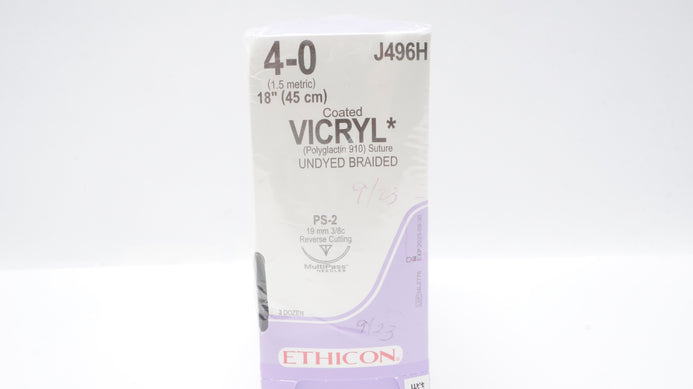 4-0
J496H
(1.5 metric)
18" (45 cm)
Coated
VICRYL*
(Polyglactin 910) Suture
UNDYED BRAIDED
9/23
PS-2
19 mm 3/8c
Reverse Cutting
MultiPass
NEEDLES
3 DOZEN
9/23
ETHICON